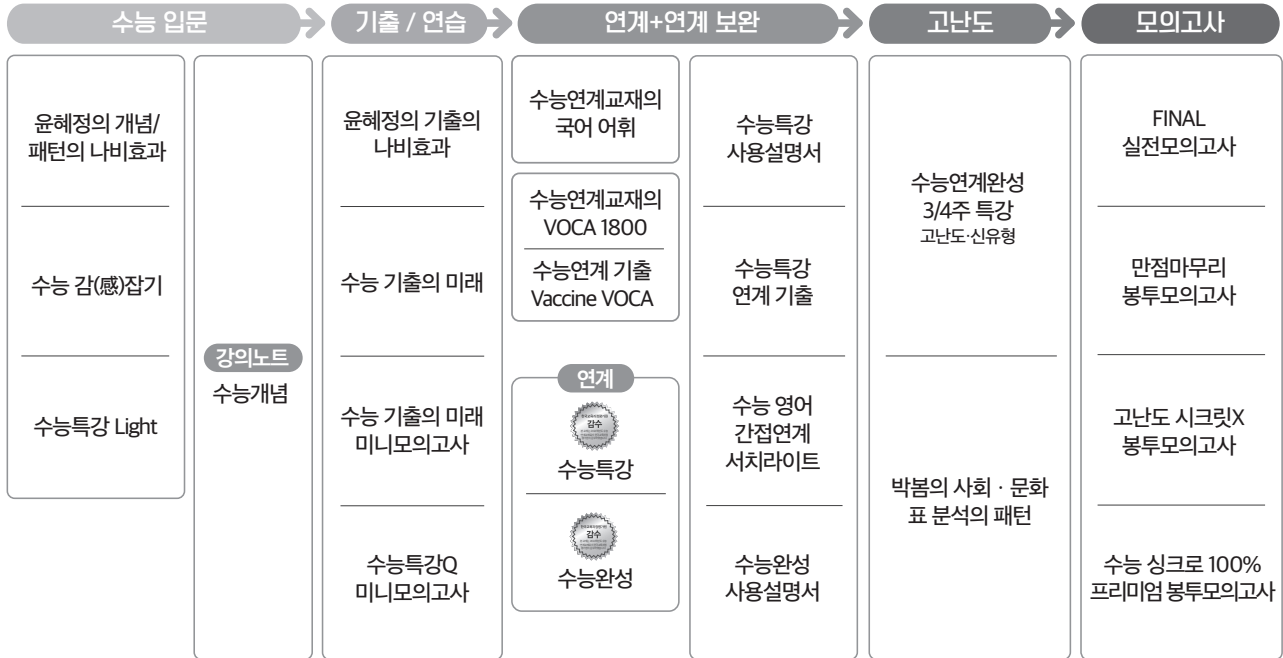 수능 입문
기출 / 연습
연계+연계 보완
고난도
모의고사
윤혜정의 개념/
패턴의 나비효과
수능 감(感)잡기
수능특강 Light
강의노트
수능개념
윤혜정의 기출의
나비효과
수능 기출의 미래
수능 기출의 미래
미니모의고사
수능특강Q
미니모의고사
수능연계교재의
국어 어휘
수능연계교재의
VOCA 1800
수능연계 기출
Vaccine VOCA
연계
감수
수능특강
감수
수능완성
수능특강
사용설명서
수능특강
연계 기출
수능 영어
간접연계
서치라이트
수능완성
사용설명서
수능연계완성
3/4주 특강
고난도·신유형
박봄의 사회 · 문화
표 분석의 패턴
FINAL
실전모의고사
만점마무리
봉투모의고사
고난도 시크릿X
봉투모의고사
수능 싱크로 100%
프리미엄 봉투모의고사